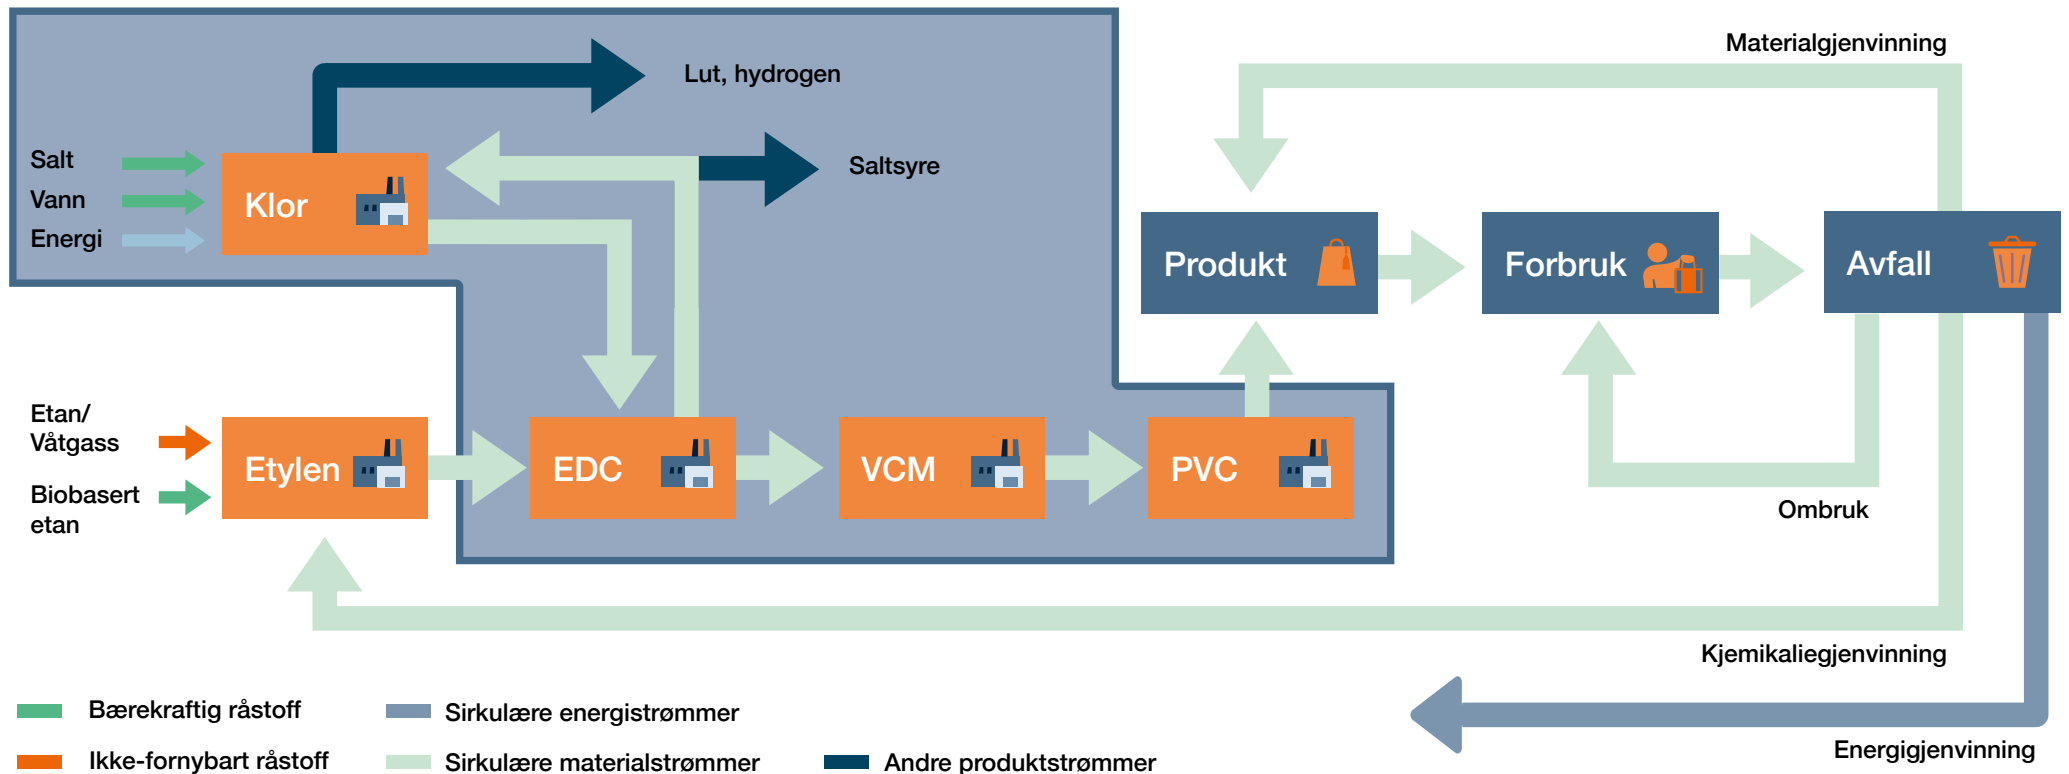 Materialgjenvinning
Lut, hydrogen
Salt
Vann
Energi
Klor
Saltsyre
Produkt
Forbruk
Avfall
Etan/
Våtgass
Biobasert
etan
Etylen
EDC
VCM
PVC
Ombruk
Kjemikaliegjenvinning
Energigjenvinning
Bærekraftig råstoff
Ikke-fornybart råstoff
Sirkulære energistrømmer
Sirkulære materialstrømmer
Andre produktstrømmer